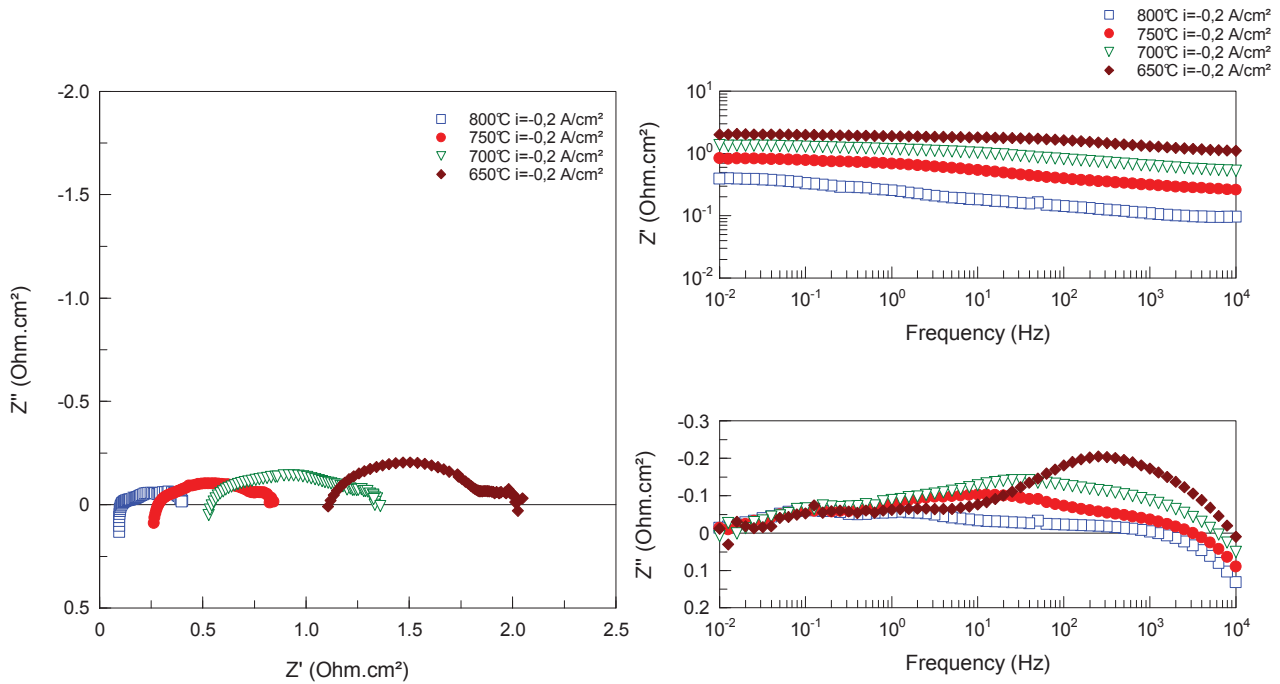 -2.0
-1.5
-1.0
-0.5
0
0.5
0
0.5
1.0
1.5
2.0
2.5
Z' (Ohm.cm²)
Z'' (Ohm.cm²)
800℃ i=-0,2 A/cm²
750℃ i=-0,2 A/cm²
700℃ i=-0,2 A/cm²
650℃ i=-0,2 A/cm²
800℃ i=-0,2 A/cm²
750℃ i=-0,2 A/cm²
700℃ i=-0,2 A/cm²
650℃ i=-0,2 A/cm²
10¹
10⁰
10⁻¹
10⁻²
10⁻²
10⁻¹
10⁰
10¹
10²
10³
10⁴
Frequency (Hz)
Z' (Ohm.cm²)
-0.3
-0.2
-0.1
0
0.1
0.2
10⁻²
10⁻¹
10⁰
10¹
10²
10³
10⁴
Frequency (Hz)
Z'' (Ohm.cm²)